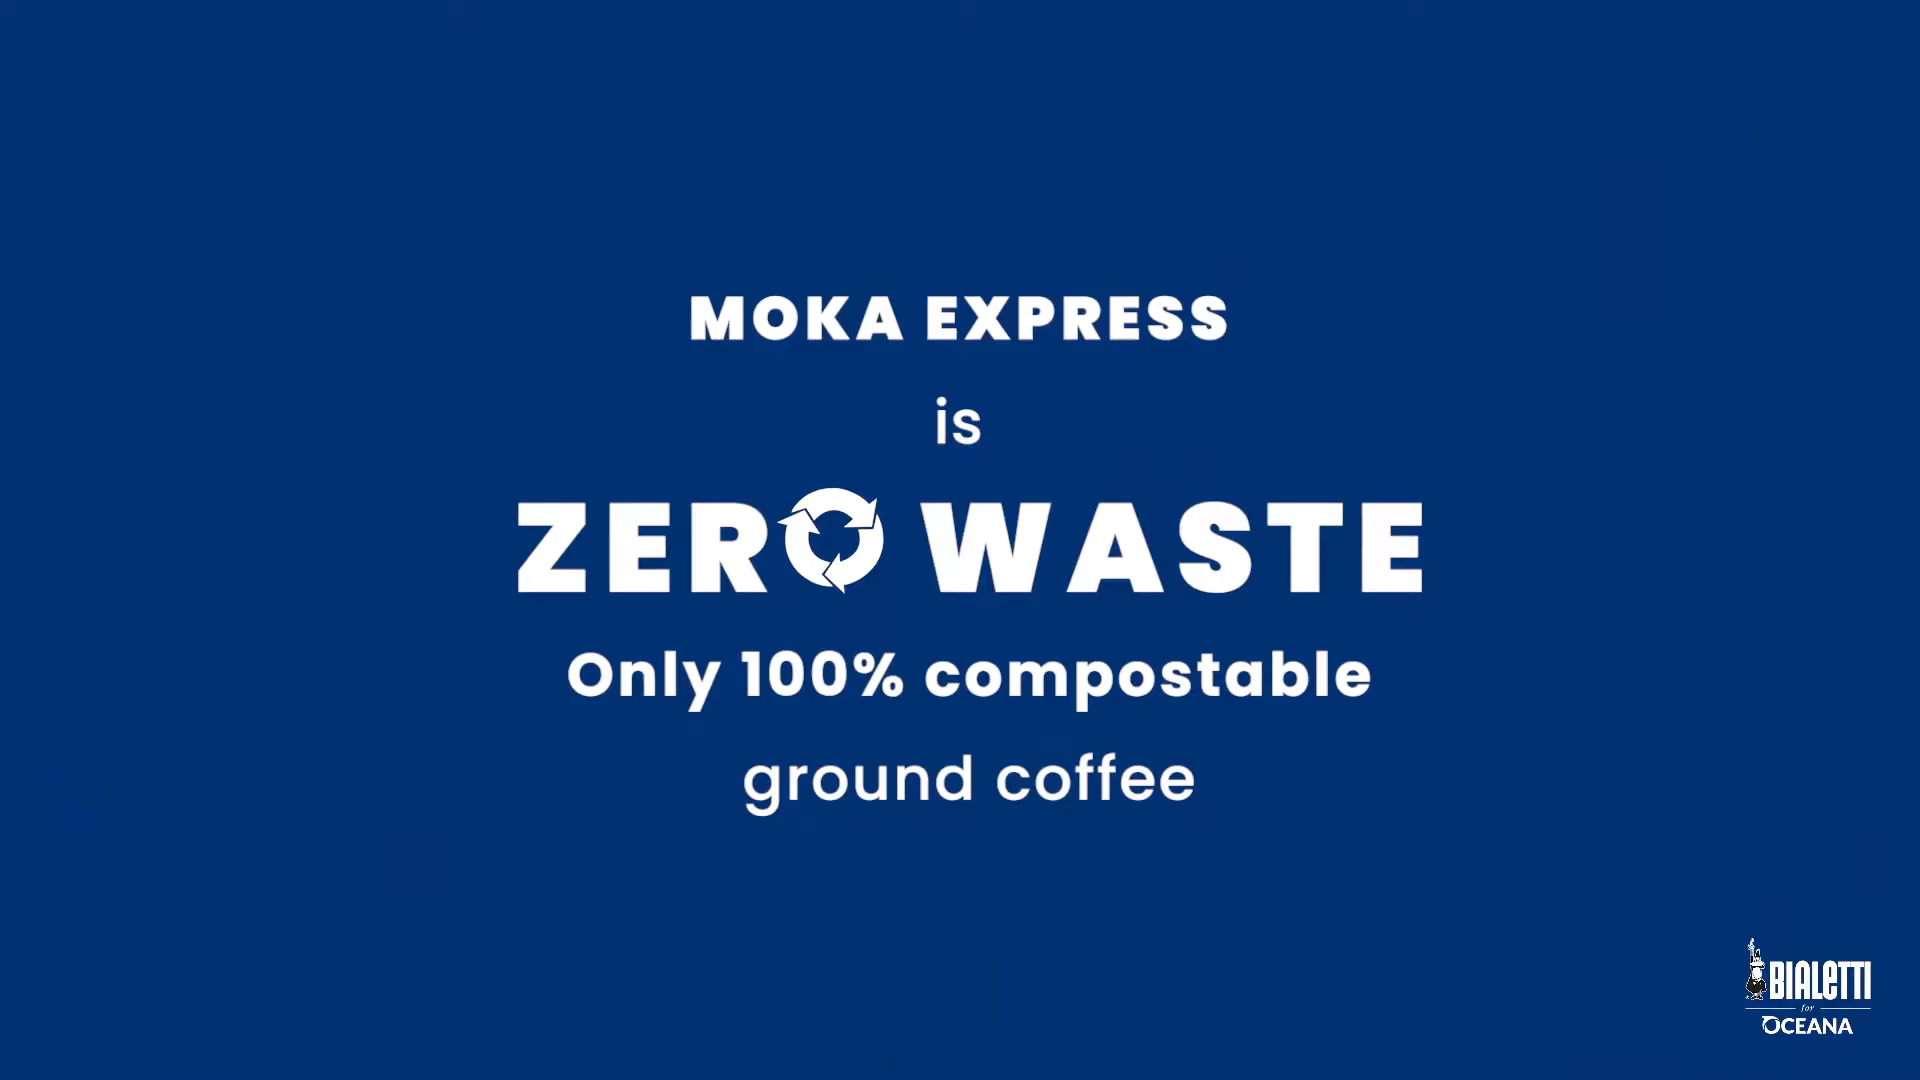 MOKA EXPRESS
is
ZERO WASTE
Only 100% compostable
ground coffee
BIALETTI
for
OCEANA